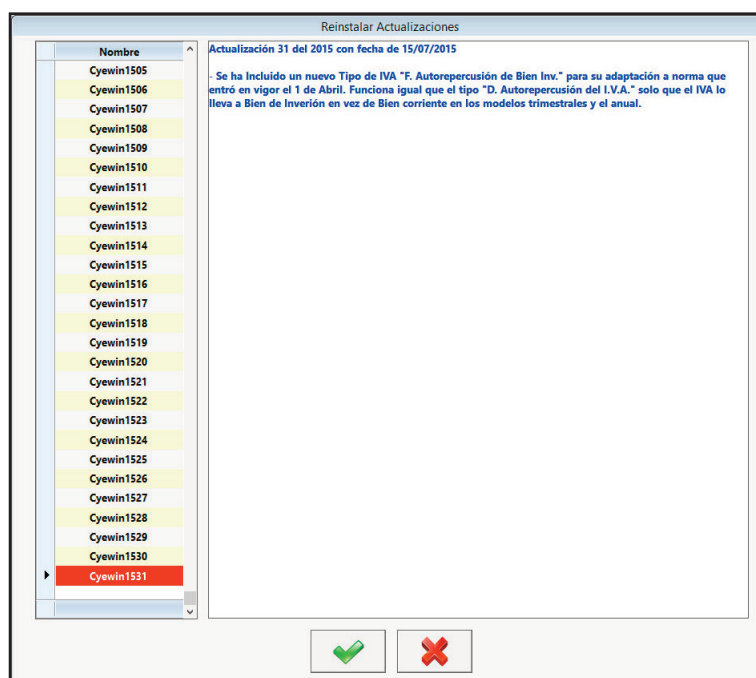 Reinstalar Actualizaciones
Nombre
Cyewin1505
Cyewin1506
Cyewin1507
Cyewin1508
Cyewin1509
Cyewin1510
Cyewin1511
Cyewin1512
Cyewin1513
Cyewin1514
Cyewin1515
Cyewin1516
Cyewin1517
Cyewin1518
Cyewin1519
Cyewin1520
Cyewin1521
Cyewin1522
Cyewin1523
Cyewin1524
Cyewin1525
Cyewin1526
Cyewin1527
Cyewin1528
Cyewin1529
Cyewin1530
Cyewin1531
Actualización 31 del 2015 con fecha de 15/07/2015
- Se ha Incluido un nuevo Tipo de IVA "F. Autorepercusión de Bien Inv." para su adaptación a norma que
entró en vigor el 1 de Abril. Funciona igual que el tipo "D. Autorepercusión del I.V.A." solo que el IVA lo
lleva a Bien de Inverión en vez de Bien corriente en los modelos trimestrales y el anual.